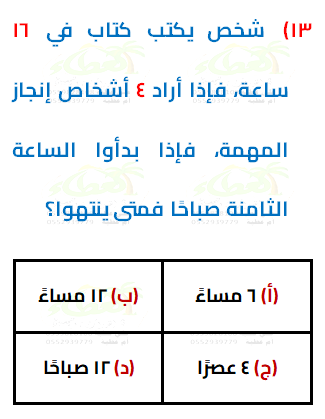 ١٣) شخص يكتب كتاب في ١٦
ساعة، فإذا أراد ٤ أشخاص إنجاز
المهمة، فإذا بدأوا الساعة
الثامنة صباحًا فمتى ينتهوا؟
(أ) ٦ مساءً
(ب) ١٢ مساءً
(ج) ٤ عصرًا
(د) ١٢ صباحًا